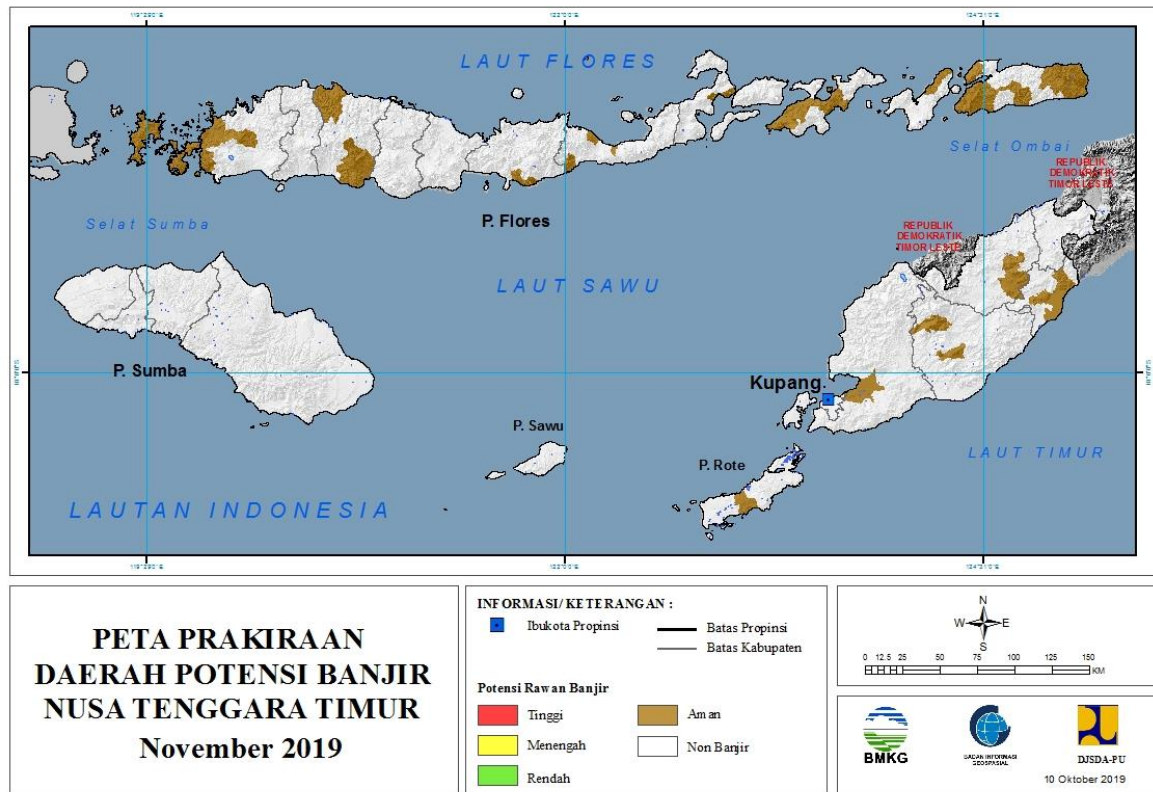 LAUT FLORES
Selat Ombai
REPUBLIK
DEMOKRATIK
TIMOR LESTE
P. Flores
Selat Sumba
REPUBLIK
DEMOKRATIK
TIMOR LESTE
LAUT SAWU
P. Sumba
Kupang.
P. Sawu
P. Rote
LAUT TIMUR
LAUTAN INDONESIA
PETA PRAKIRAAN
DAERAH POTENSI BANJIR
NUSA TENGGARA TIMUR
November 2019
INFORMASI/ KETERANGAN :
Ibukota Propinsi
Batas Propinsi
Batas Kabupaten
Potensi Rawan Banjir
Tinggi
Aman
Menengah
Non Banjir
Rendah
N
W E
S
0 12.5 25 50 75 100 125 150
KM
BMKG
BADAN INFORMASI
GEOSPASIAL
DJSDA-PU
10 Oktober 2019